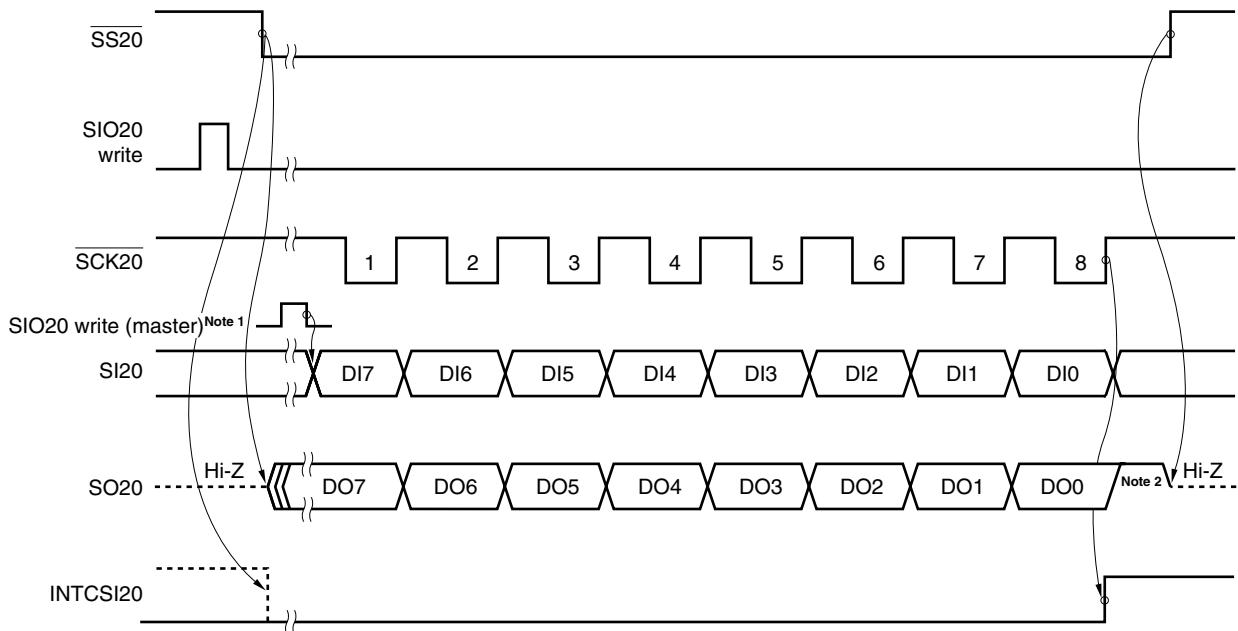 SS20
SIO20
write
SCK20
1 2 3 4 5 6 7 8
SIO20 write (master)Note 1
SI20
DI7 DI6 DI5 DI4 DI3 DI2 DI1 DI0
Hi-Z
SO20
DO7 DO6 DO5 DO4 DO3 DO2 DO1 DO0
Note 2
Hi-Z
INTCSI20